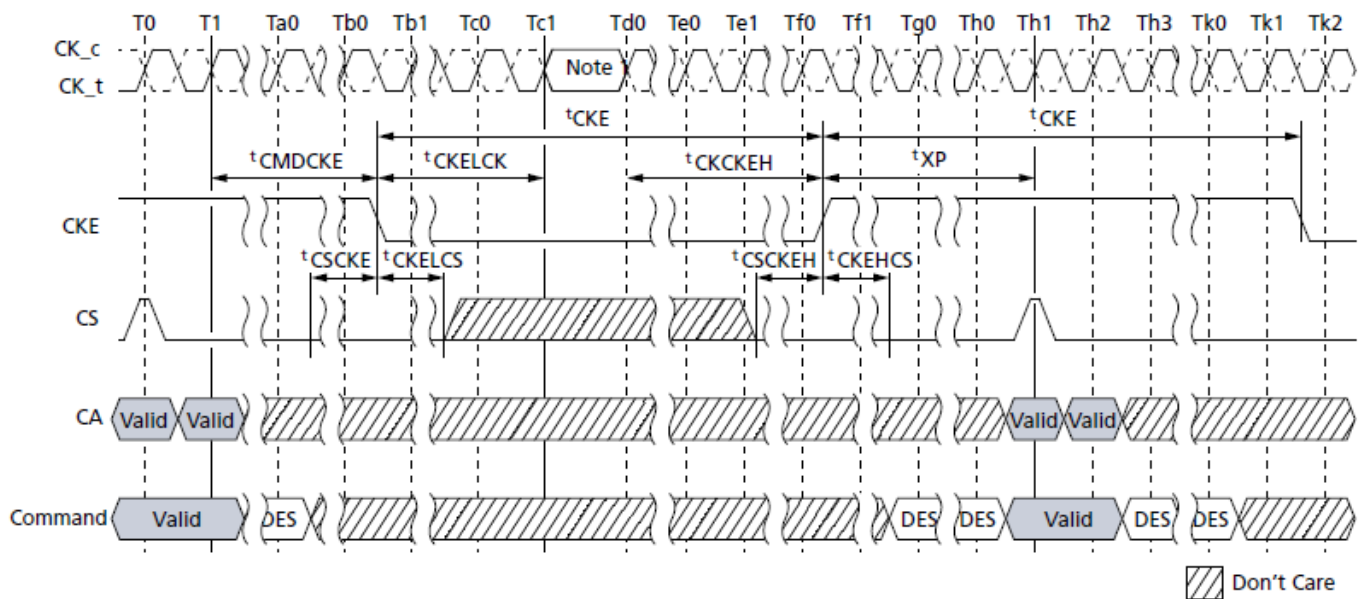 T0 T1 Ta0 Tb0 Tb1 Tc0 Tc1 Td0 Te0 Te1 Tf0 Tf1 Tg0 Th0 Th1 Th2 Th3 Tk0 Tk1 Tk2
CK_c
Note
CK_t
tCKE tCKE
tCMDCKE tCKELCK tCKCKEH tXP
CKE
tCSCKE tCKELCS tCSCKEH tCKEHCS
CS
CA Valid Valid Valid Valid
Command Valid DES DES DES Valid DES DES
Don't Care